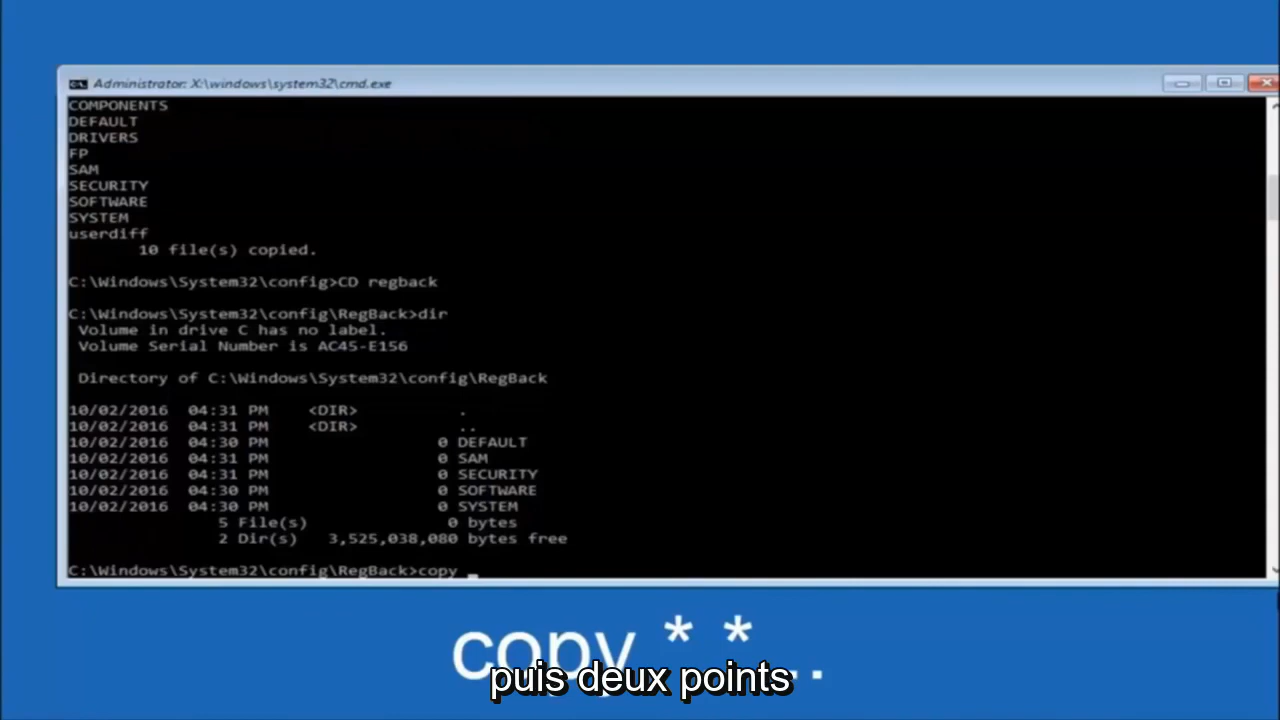 Administrator: X:\windows\system32\cmd.exe
COMPONENTS
DEFAULT
DRIVERS
FP
SAM
SECURITY
SOFTWARE
SYSTEM
userdiff
10 file(s) copied.
C:\Windows\System32\config>CD regback
C:\Windows\System32\config\RegBack>dir
Volume in drive C has no label.
Volume Serial Number is AC45-E156
Directory of C:\Windows\System32\config\RegBack
10/02/2016 04:31 PM <DIR> .
10/02/2016 04:31 PM <DIR> ..
10/02/2016 04:30 PM 0 DEFAULT
10/02/2016 04:31 PM 0 SAM
10/02/2016 04:31 PM 0 SECURITY
10/02/2016 04:30 PM 0 SOFTWARE
10/02/2016 04:30 PM 0 SYSTEM
5 File(s) 0 bytes
2 Dir(s) 3,525,038,080 bytes free
C:\Windows\System32\config\RegBack>copy _
copy * * ..
puis deux points